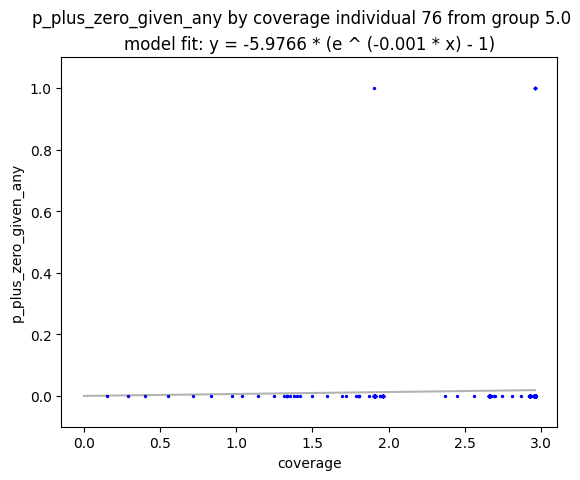 p_plus_zero_given_any by coverage individual 76 from group 5.0
model fit: y = -5.9766 * (e ^ (-0.001 * x) - 1)
1.0
0.8
0.6
0.4
0.2
0.0
p_plus_zero_given_any
0.0 0.5 1.0 1.5 2.0 2.5 3.0
coverage